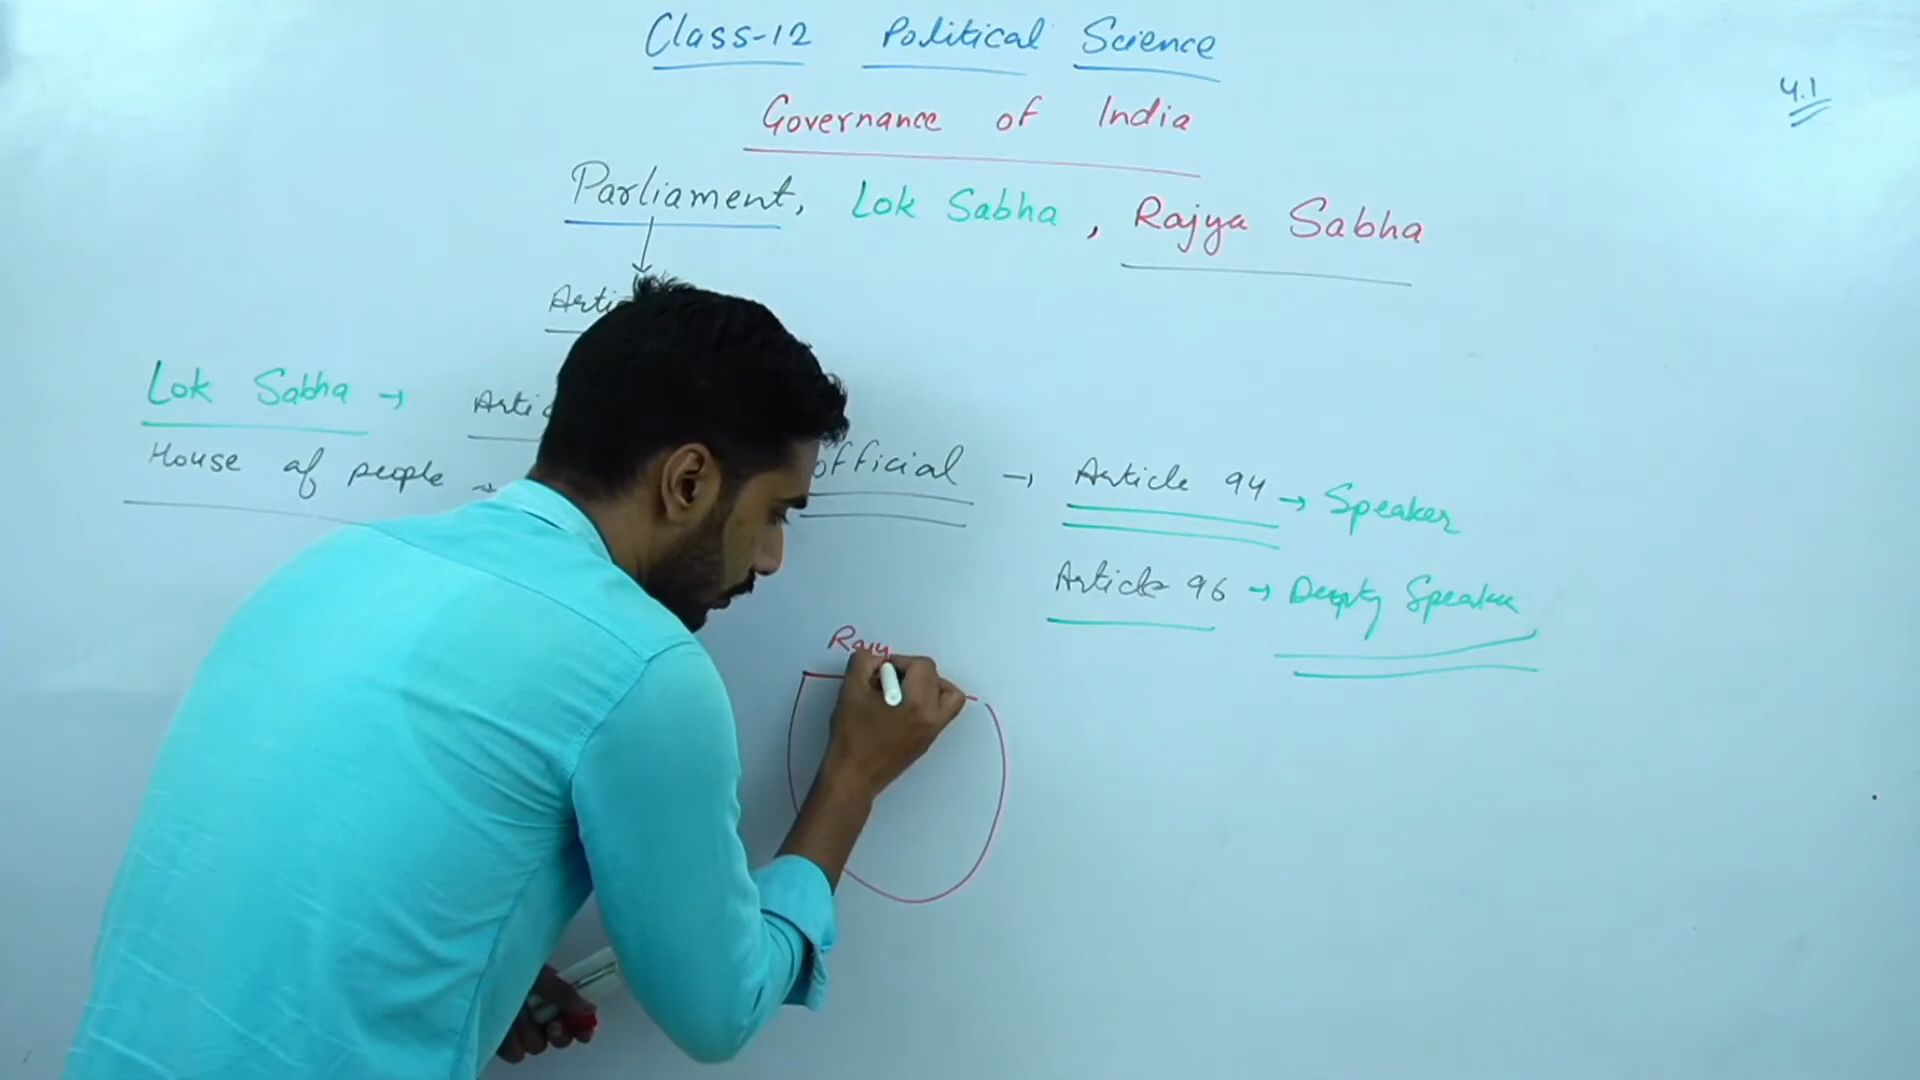 Class-12 Political Science
4.1
Governance of India
Parliament, Lok Sabha, Rajya Sabha
Lok Sabha →
House of people →
official → Article 94 → Speaker
Article 96 → Deupty Speaker